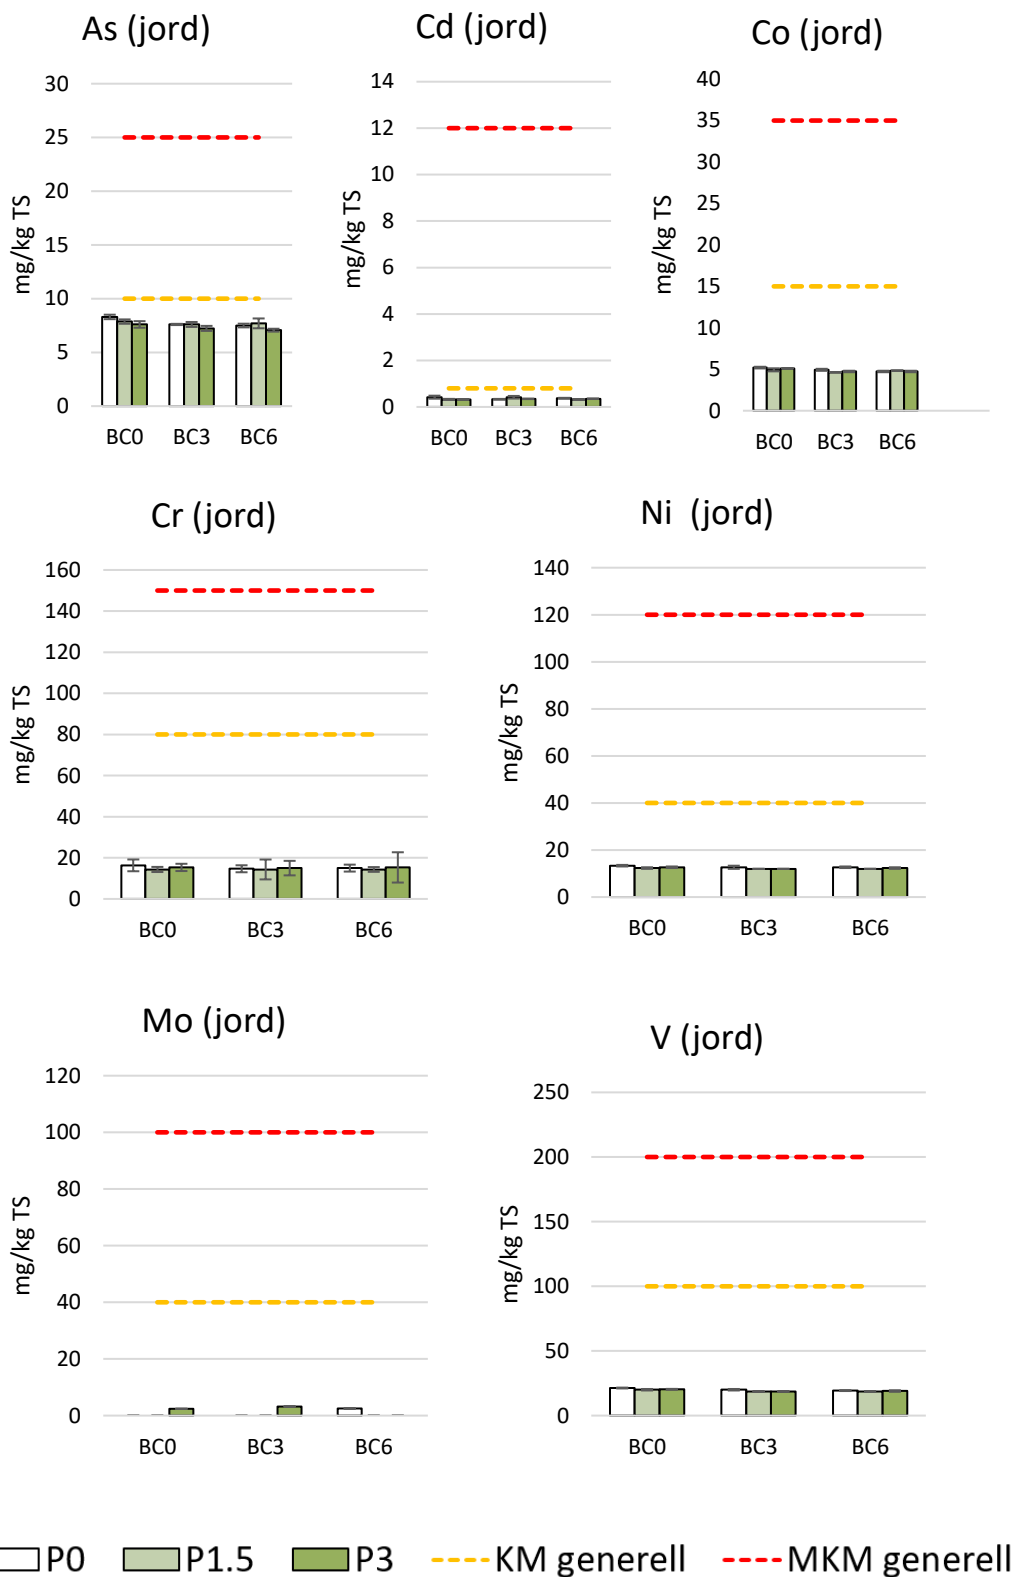 As (jord)
mg/kg TS
30
25
20
15
10
5
0
BC0 BC3 BC6
Cd (jord)
mg/kg TS
14
12
10
8
6
4
2
0
BC0 BC3 BC6
Co (jord)
mg/kg TS
40
35
30
25
20
15
10
5
0
BC0 BC3 BC6
Cr (jord)
mg/kg TS
160
140
120
100
80
60
40
20
0
BC0 BC3 BC6
Ni (jord)
mg/kg TS
140
120
100
80
60
40
20
0
BC0 BC3 BC6
Mo (jord)
mg/kg TS
120
100
80
60
40
20
0
BC0 BC3 BC6
V (jord)
mg/kg TS
250
200
150
100
50
0
BC0 BC3 BC6
P0 P1.5 P3 KM generell MKM generell